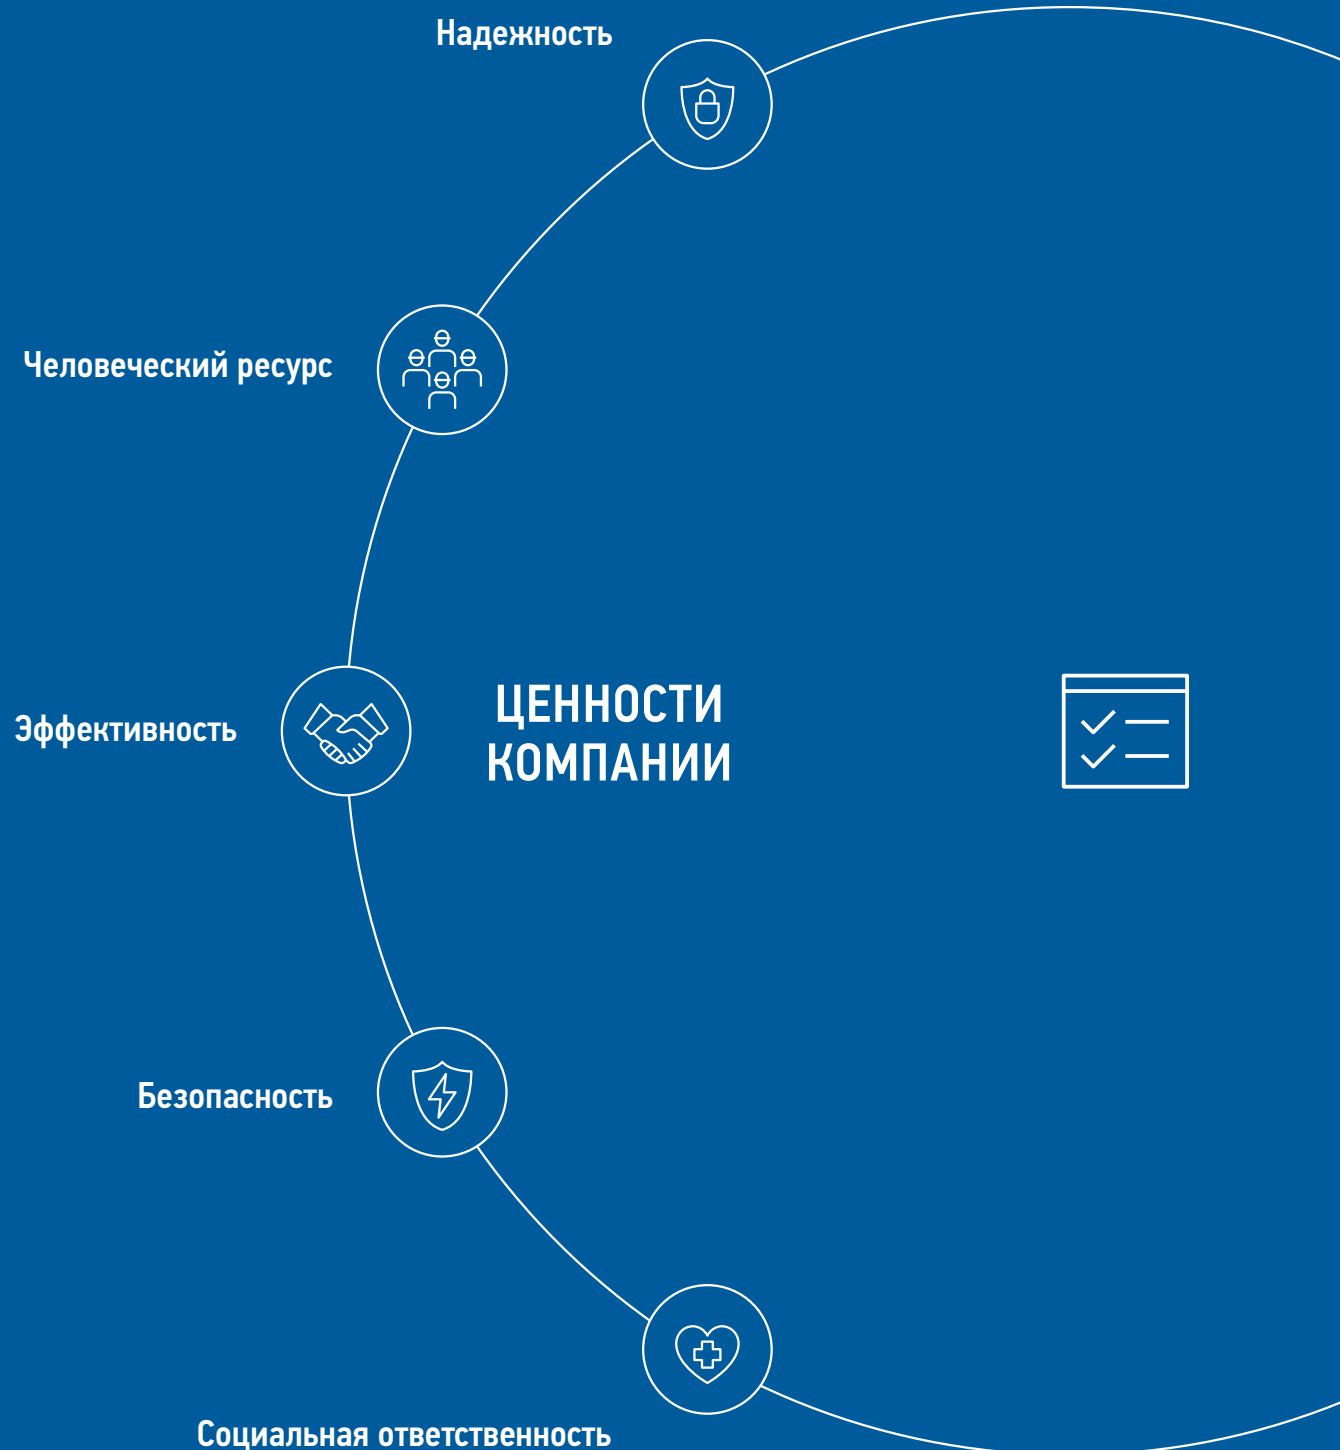 Надежность
Человеческий ресурс
Эффективность
ЦЕННОСТИ
КОМПАНИИ
Безопасность
Социальная ответственность